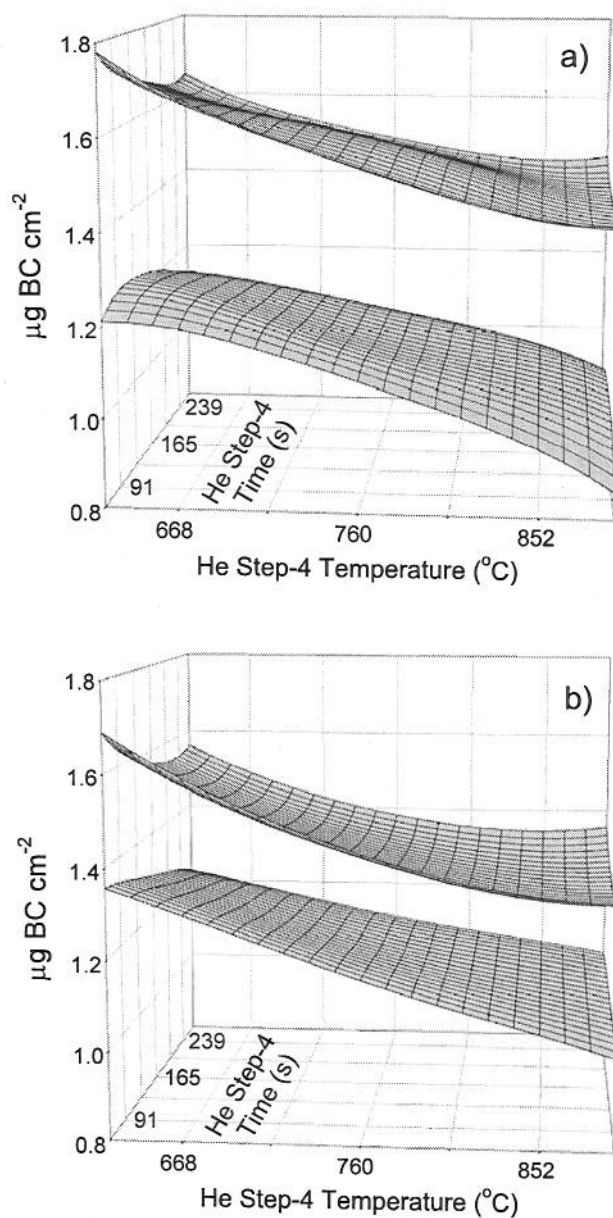 a)
1.8
1.6
1.4
1.2
1.0
0.8
µg BC cm⁻²
239
165
91
He Step-4
Time (s)
668
760
852
He Step-4 Temperature (°C)
b)
1.8
1.6
1.4
1.2
1.0
0.8
µg BC cm⁻²
239
165
91
He Step-4
Time (s)
668
760
852
He Step-4 Temperature (°C)